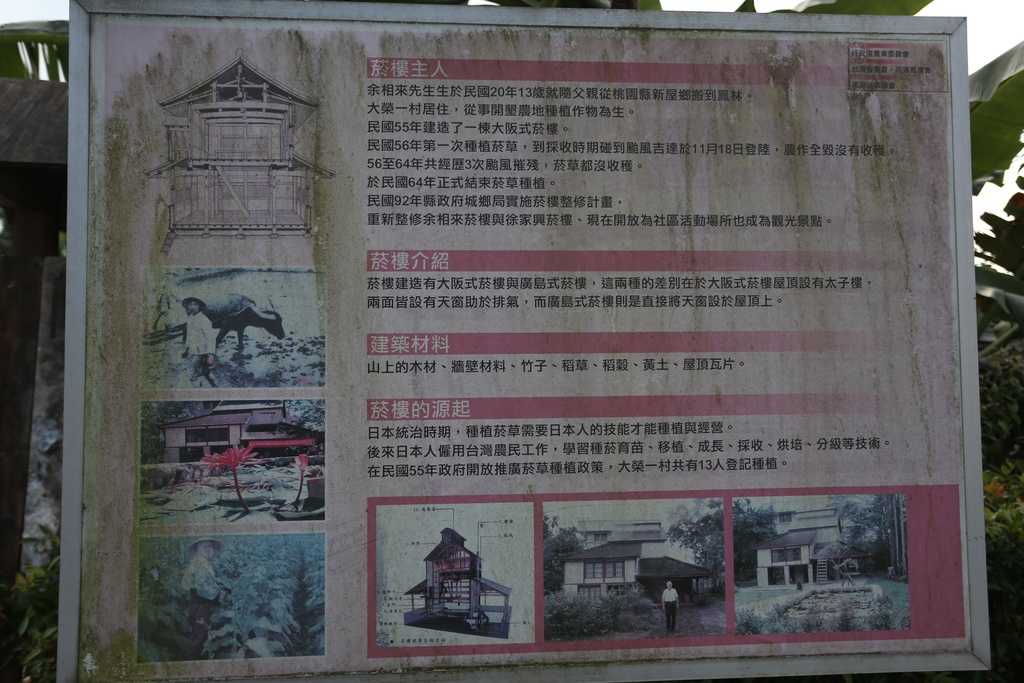 行政院農業委員會
菸樓主人
余相來先生生於民國20年13歲就隨父親從桃園縣新屋鄉搬到鳳林。
大榮一村居住，從事開墾農地種植作物為生。
民國55年建造了一棟大阪式菸樓。
民國56年第一次種植菸草，到採收時期碰到颱風吉達於11月18日登陸，農作全毀沒有收穫。
56至64年共經歷3次颱風摧殘，菸草都沒收穫。
於民國64年正式結束菸草種植。
民國92年縣政府城鄉局實施菸樓整修計畫，
重新整修余相來菸樓與徐家興菸樓、現在開放為社區活動場所也成為觀光景點。
菸樓介紹
菸樓建造有大阪式菸樓與廣島式菸樓，這兩種的差別在於大阪式菸樓屋頂設有太子樓，
兩面皆設有天窗助於排氣，而廣島式菸樓則是直接將天窗設於屋頂上。
建築材料
山上的木材、牆壁材料、竹子、稻草、稻穀、黃土、屋頂瓦片。
菸樓的源起
日本統治時期，種植菸草需要日本人的技能才能種植與經營。
後來日本人僱用台灣農民工作，學習種菸育苗、移植、成長、採收、烘培、分級等技術。
在民國55年政府開放推廣菸草種植政策，大榮一村共有13人登記種植。